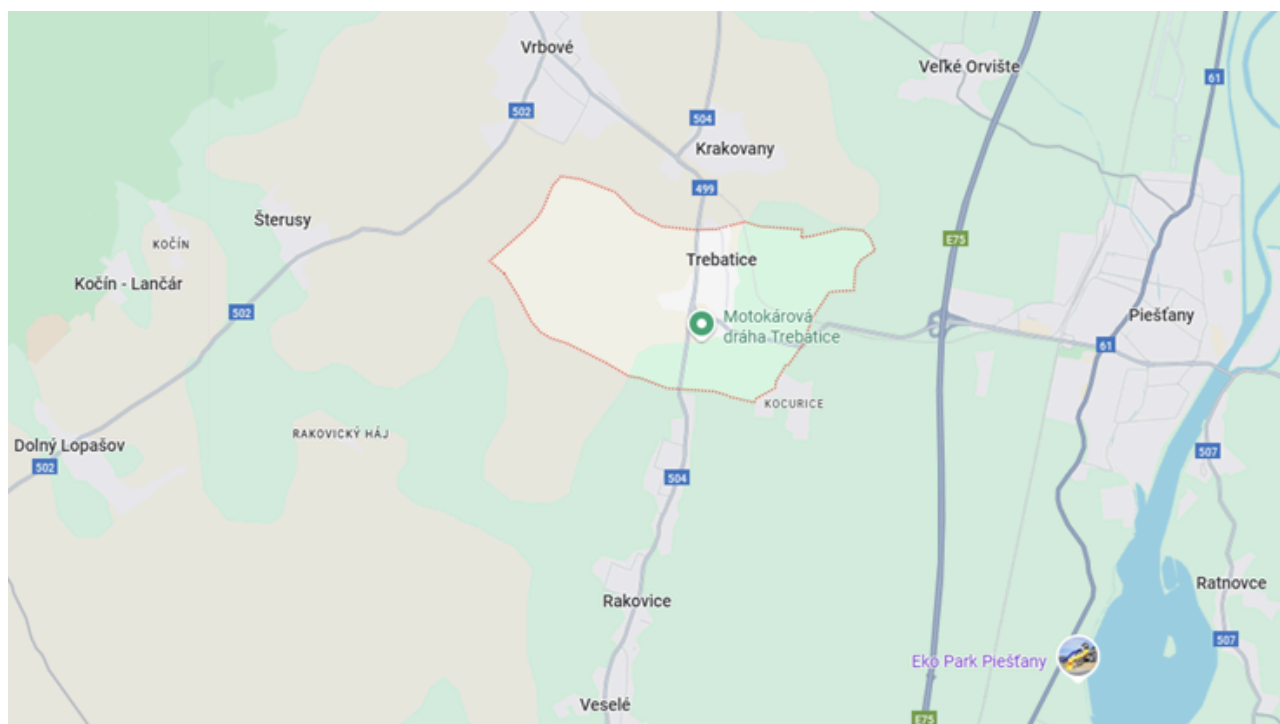 Vrbové
Veľké Orvište
61
502
504
Krakovany
499
Šterusy
KOČÍN
E75
Trebatice
Kočín - Lančár
502
Motokárová
dráha Trebatice
Piešťany
61
KOCURICE
RAKOVICKÝ HÁJ
Dolný Lopašov
507
502
504
Ratnovce
Rakovice
507
Eko Park Piešťany
Veselé
E75